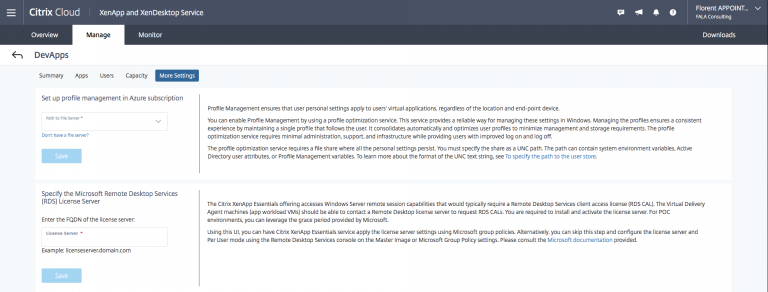 Citrix Cloud XenApp and XenDesktop Service
Florent APPOINT...
FALA Consulting
Overview Manage Monitor Downloads
DevApps
Summary Apps Users Capacity More Settings
Set up profile management in Azure subscription
Path to File Server *
Don't have a file server?
Save
Profile Management ensures that user personal settings apply to users' virtual applications, regardless of the location and end-point device.
You can enable Profile Management by using a profile optimization service. This service provides a reliable way for managing these settings in Windows. Managing the profiles ensures a consistent
experience by maintaining a single profile that follows the user. It consolidates automatically and optimizes user profiles to minimize management and storage requirements. The profile
optimization service requires minimal administration, support, and infrastructure while providing users with improved log on and log off.
The profile optimization service requires a file share where all the personal settings persist. You must specify the share as a UNC path. The path can contain system environment variables, Active
Directory user attributes, or Profile Management variables. To learn more about the format of the UNC text string, see To specify the path to the user store.
Specify the Microsoft Remote Desktop Services
(RDS) License Server
Enter the FQDN of the license server:
License Server *
Example: licenseserver.domain.com
Save
The Citrix XenApp Essentials offering accesses Windows Server remote session capabilities that would typically require a Remote Desktop Services client access license (RDS CAL). The Virtual Delivery
Agent machines (app workload VMs) should be able to contact a Remote Desktop license server to request RDS CALs. You are required to install and activate the license server. For POC
environments, you can leverage the grace period provided by Microsoft.
Using this UI, you can have Citrix XenApp Essentials service apply the license server settings using Microsoft group policies. Alternatively, you can skip this step and configure the license server and
Per User mode using the Remote Desktop Services console on the Master Image or Microsoft Group Policy settings. Please consult the Microsoft documentation provided.